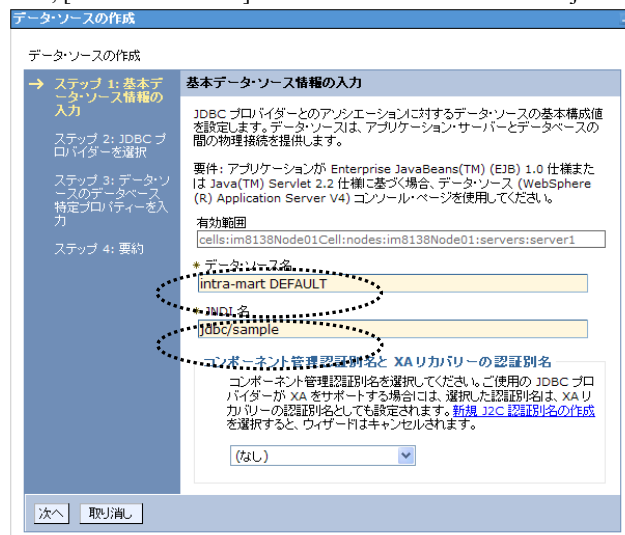 データ・ソースの作成
データ・ソースの作成
→ ステップ 1: 基本デ
ータ・ソース情報の
入力
ステップ 2: JDBC プ
ロバイダーを選択
ステップ 3: データ・ソ
ースのデータベース
特定プロパティーを入
力
ステップ 4: 要約
基本データ・ソース情報の入力
JDBC プロバイダーとのアソシエーションに対するデータ・ソースの基本構成値
を設定します。データ・ソースは、アプリケーション・サーバーとデータベースの
間の物理接続を提供します。
要件: アプリケーションが Enterprise JavaBeans(TM) (EJB) 1.0 仕様また
は Java(TM) Servlet 2.2 仕様に基づく場合、データ・ソース (WebSphere
(R) Application Server V4) コンソール・ページを使用してください。
有効範囲
cells:im8138Node01Cell:nodes:im8138Node01:servers:server1
* データ・ソース名
intra-mart DEFAULT
* JNDI 名
jdbc/sample
コンポーネント管理認証別名と XA リカバリーの認証別名
コンポーネント管理認証別名を選択してください。ご使用の JDBC プロ
バイダーが XA をサポートする場合には、選択した認証別名は、XA リ
カバリーの認証別名としても設定されます。新規 J2C 認証別名の作成
を選択すると、ウィザードはキャンセルされます。
(なし)
次へ 取り消し